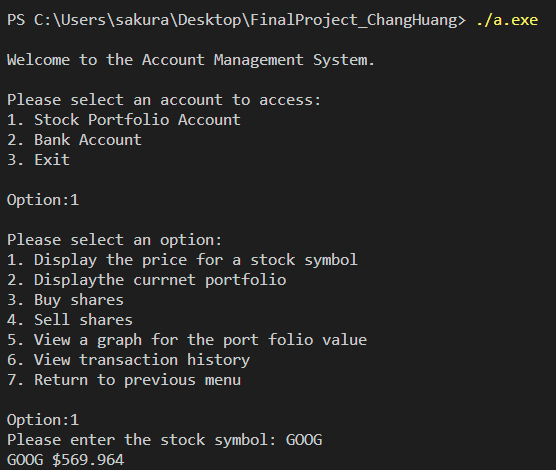 PS C:\Users\sakura\Desktop\FinalProject_ChangHuang> ./a.exe
Welcome to the Account Management System.
Please select an account to access:
1. Stock Portfolio Account
2. Bank Account
3. Exit
Option:1
Please select an option:
1. Display the price for a stock symbol
2. Displaythe currnet portfolio
3. Buy shares
4. Sell shares
5. View a graph for the port folio value
6. View transaction history
7. Return to previous menu
Option:1
Please enter the stock symbol: GOOG
GOOG $569.964